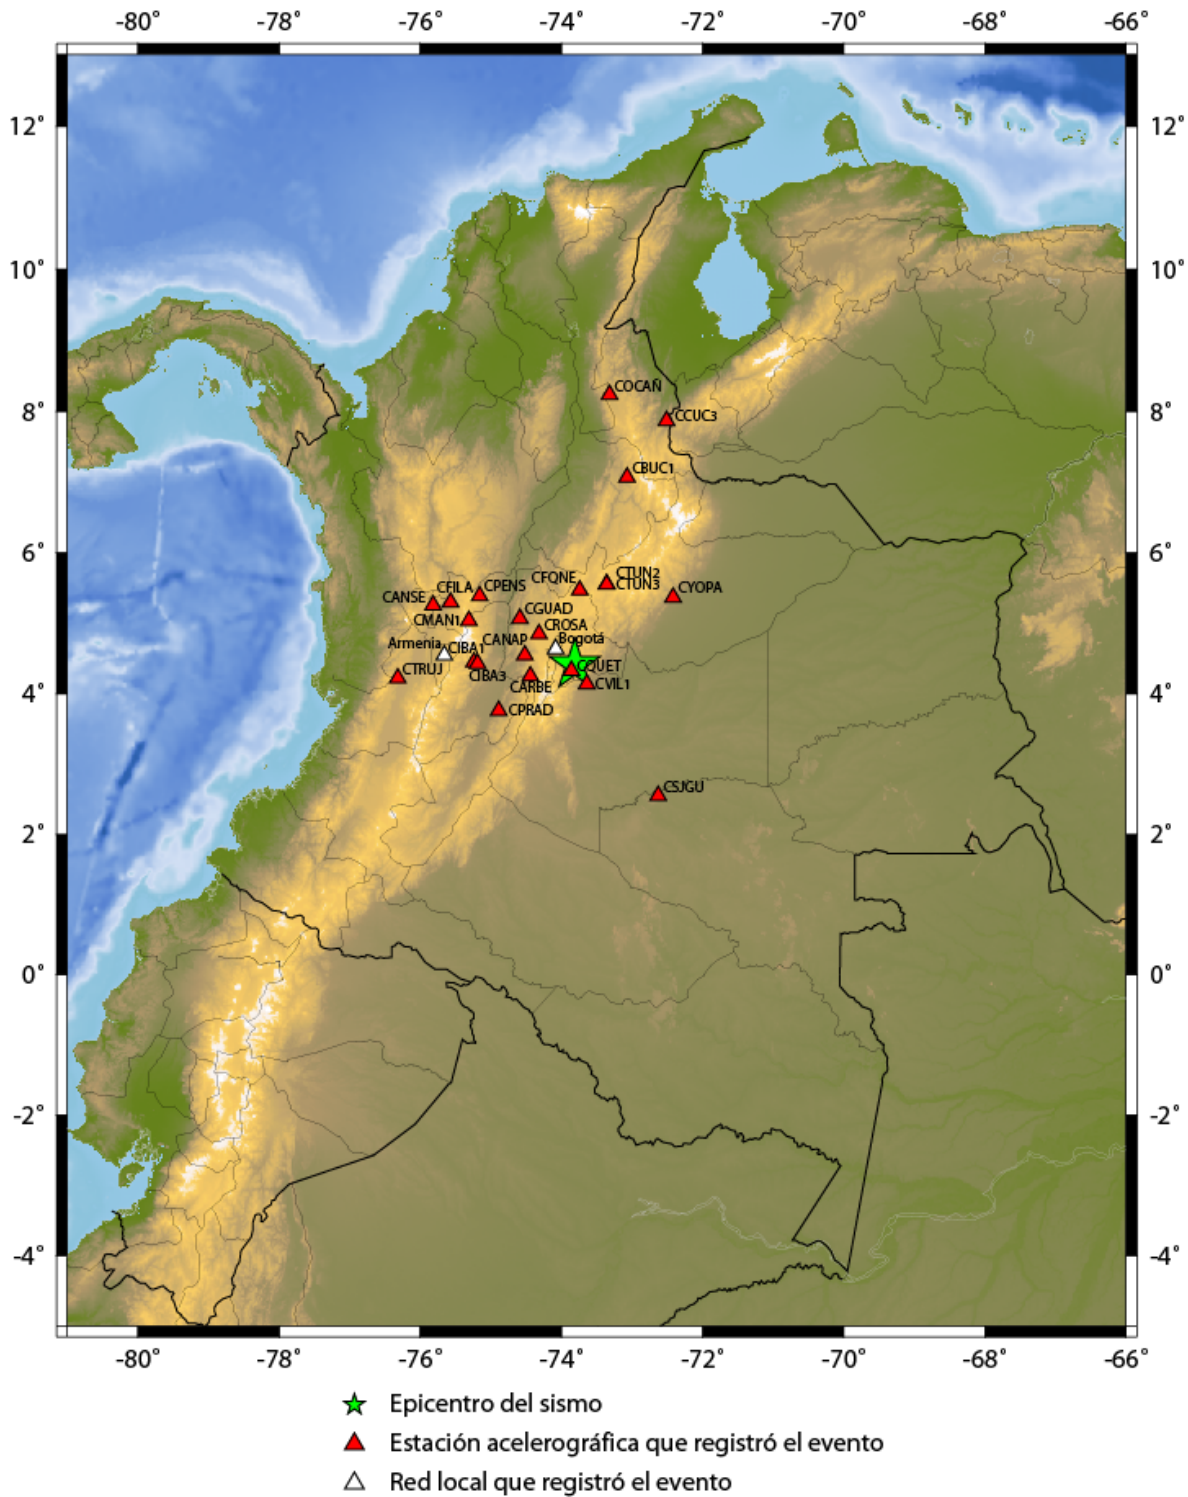 -80° -78° -76° -74° -72° -70° -68° -66°
12° 12°
10° 10°
COCAÑ
8° 8°
CCUC3
CBUC1
6° 6°
CTUN2
CFQNE
CTUN3
CPENS
CFILA
CYOPA
CANSE
CGUAD
CMAN1
CROSA
Bogotá
CANAP
Armenia
CIBA1
CQUET
CTRUJ
CIBA3
CVIL1
CARBE
4° 4°
CPRAD
CSJGU
2° 2°
0° 0°
-2° -2°
-4° -4°
-80° -78° -76° -74° -72° -70° -68° -66°
Epicentro del sismo
Estación acelerográfica que registró el evento
Red local que registró el evento